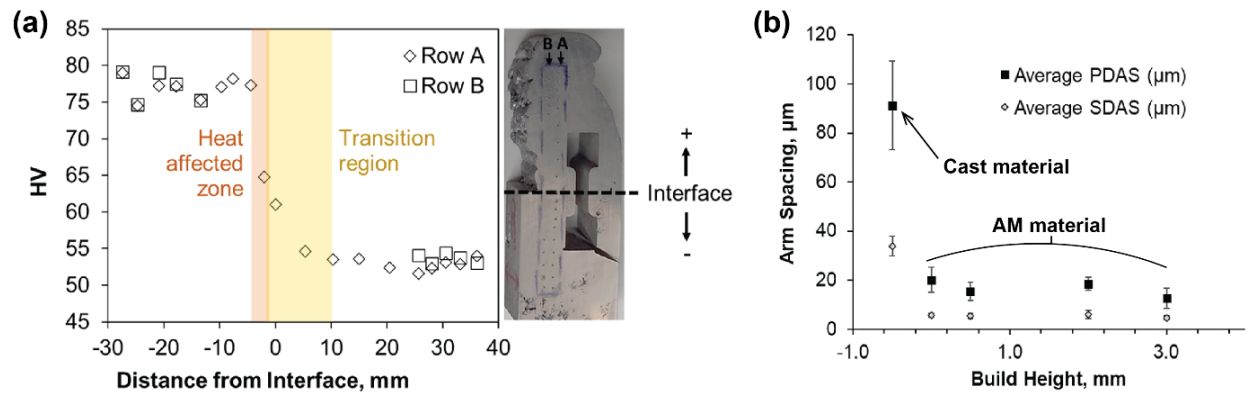 (a)
85
80
75
70
65
60
55
50
45
HV
Row A
Row B
Heat
affected
zone
Transition
region
-30
-20
-10
0
10
20
30
40
Distance from Interface, mm
B A
+
Interface
-
(b)
120
100
80
60
40
20
0
Arm Spacing, µm
Average PDAS (µm)
Average SDAS (µm)
Cast material
AM material
-1.0
1.0
3.0
Build Height, mm